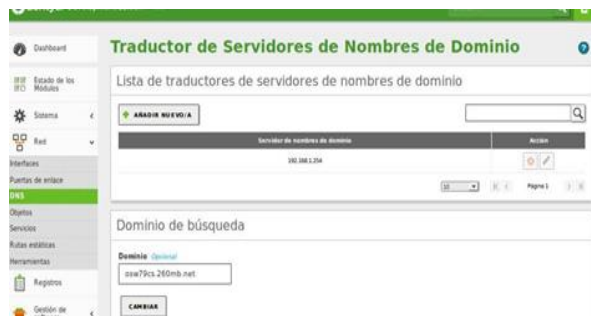 Dashboard
Estado de los Módulos
Sistema
Red
Interfaces
Puertas de enlace
DNS
Objetos
Servicios
Rutas estáticas
Herramientas
Registros
Gestión de
Traductor de Servidores de Nombres de Dominio
Lista de traductores de servidores de nombres de dominio
AÑADIR NUEVO/A
Servidor de nombres de dominio
Acción
192.168.1.254
10
Página 1
Dominio de búsqueda
Dominio Opcional
osw79cs.260mb.net
CAMBIAR